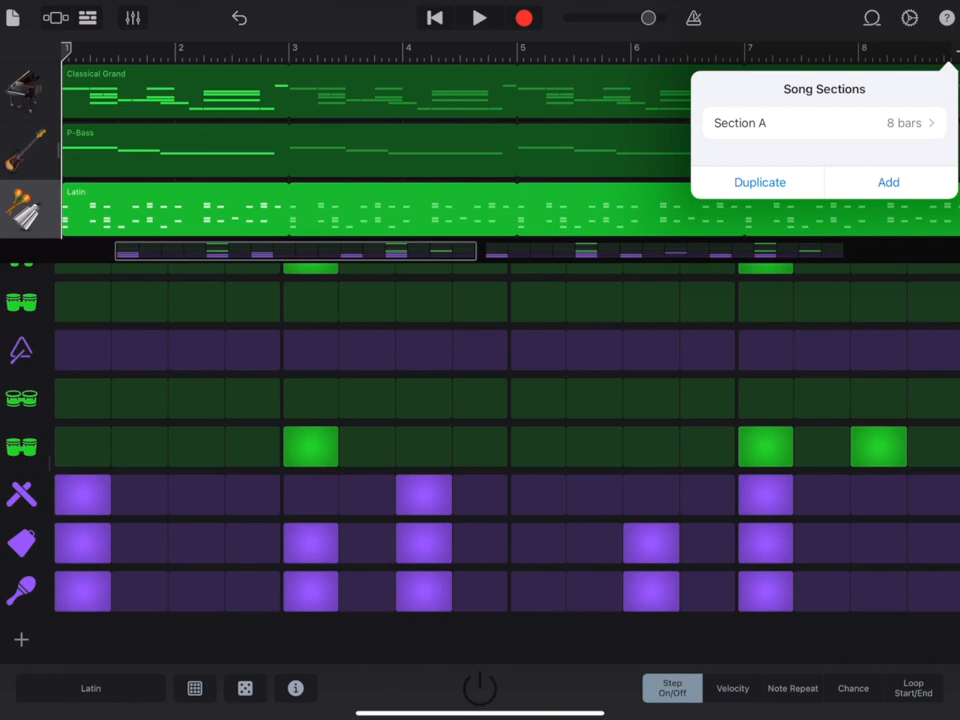 ?
1 2 3 4 5 6 7 8
Classical Grand
P-Bass
Latin
Song Sections
Section A 8 bars
Duplicate Add
Latin
i
Step
On/Off
Velocity
Note Repeat
Chance
Loop
Start/End